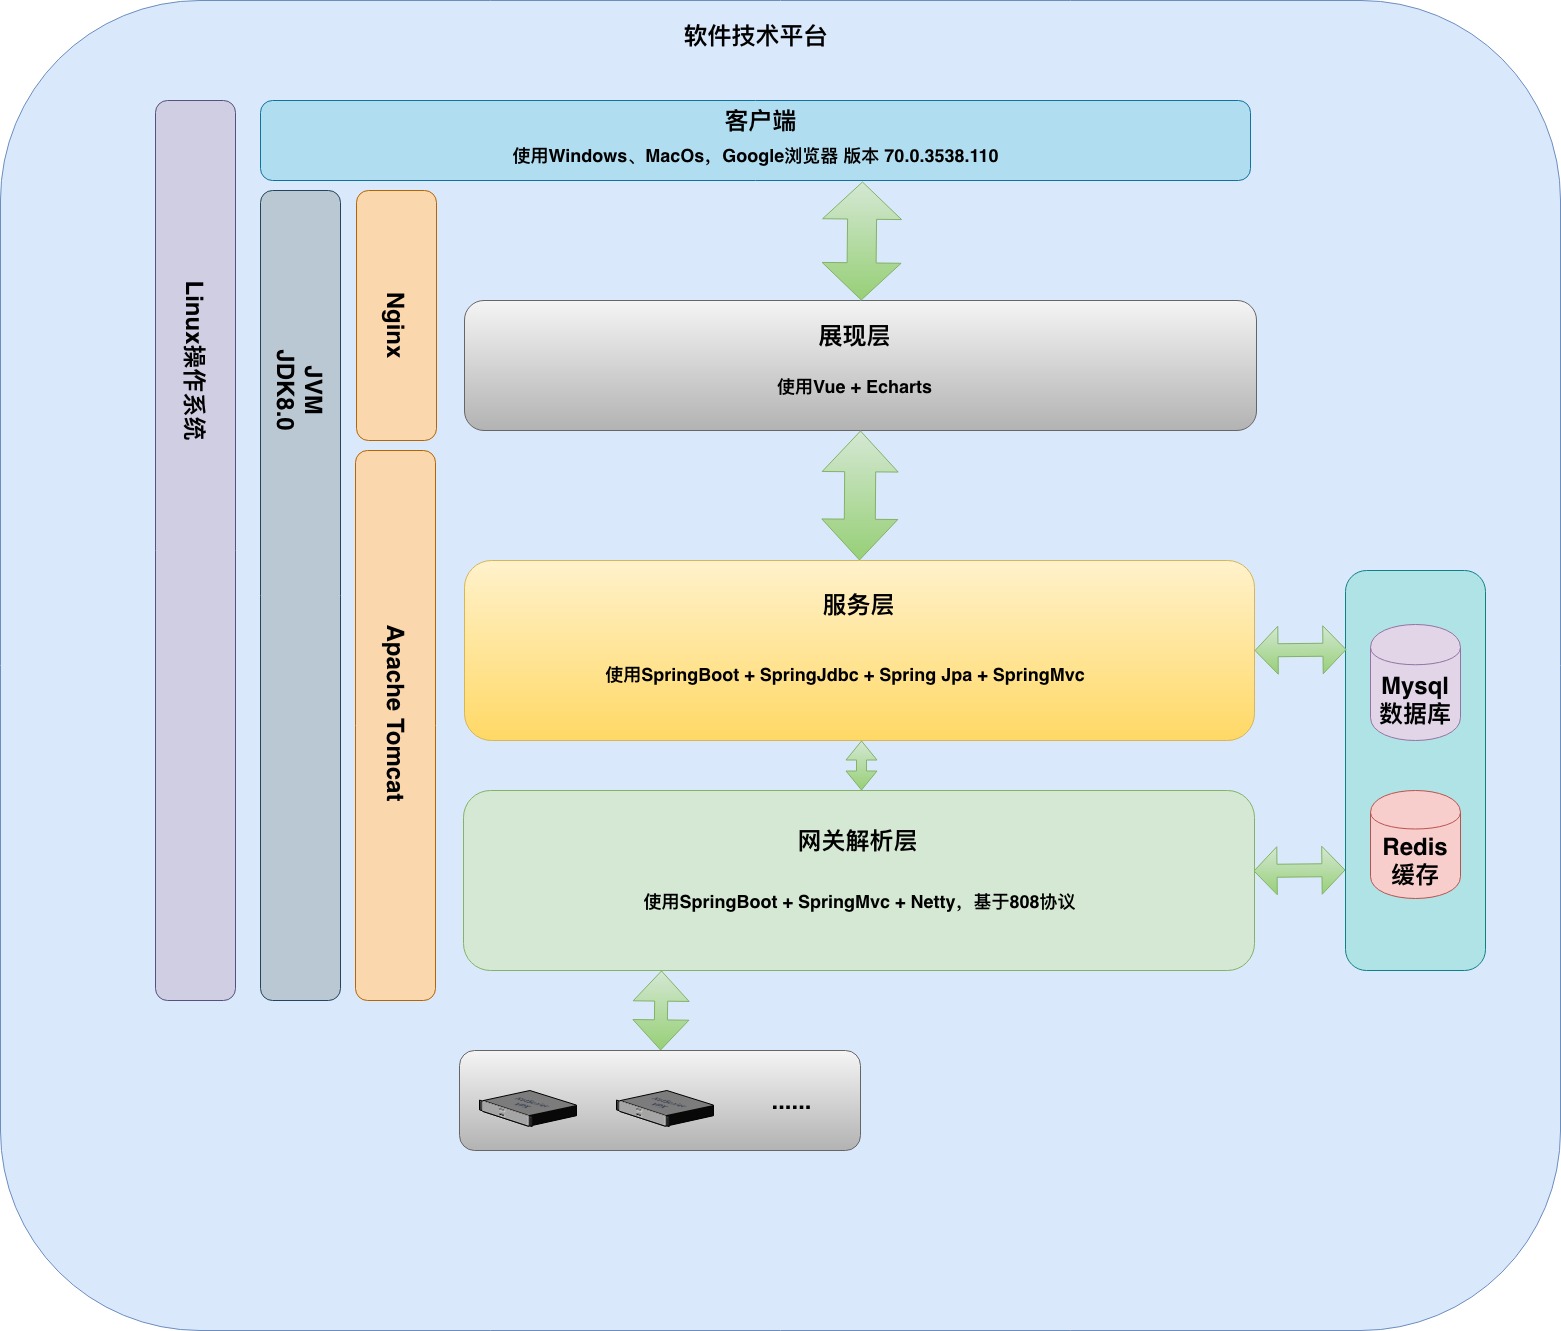 软件技术平台
客户端
使用Windows、MacOs，Google浏览器 版本 70.0.3538.110
Linux操作系统
JVM
JDK8.0
Nginx
Apache Tomcat
展现层
使用Vue + Echarts
服务层
使用SpringBoot + SpringJdbc + Spring Jpa + SpringMvc
Mysql
数据库
网关解析层
使用SpringBoot + SpringMvc + Netty，基于808协议
Redis
缓存
......